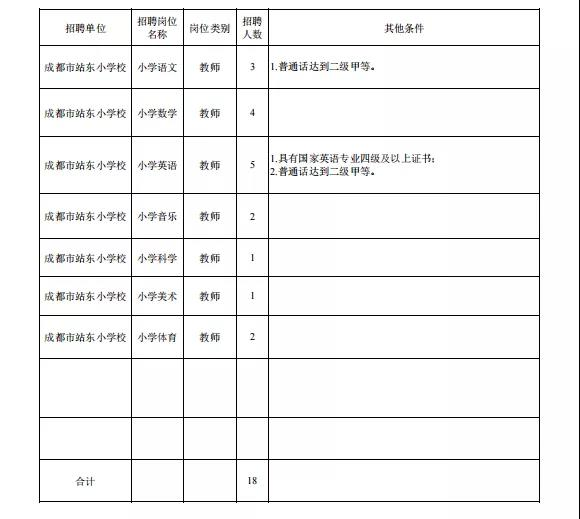 招聘单位 招聘岗位名称 岗位类别 招聘人数 其他条件
成都市站东小学校 小学语文 教师 3 1.普通话达到二级甲等。
成都市站东小学校 小学数学 教师 4
成都市站东小学校 小学英语 教师 5 1.具有国家英语专业四级及以上证书;
2.普通话达到二级甲等。
成都市站东小学校 小学音乐 教师 2
成都市站东小学校 小学科学 教师 1
成都市站东小学校 小学美术 教师 1
成都市站东小学校 小学体育 教师 2
合计 18